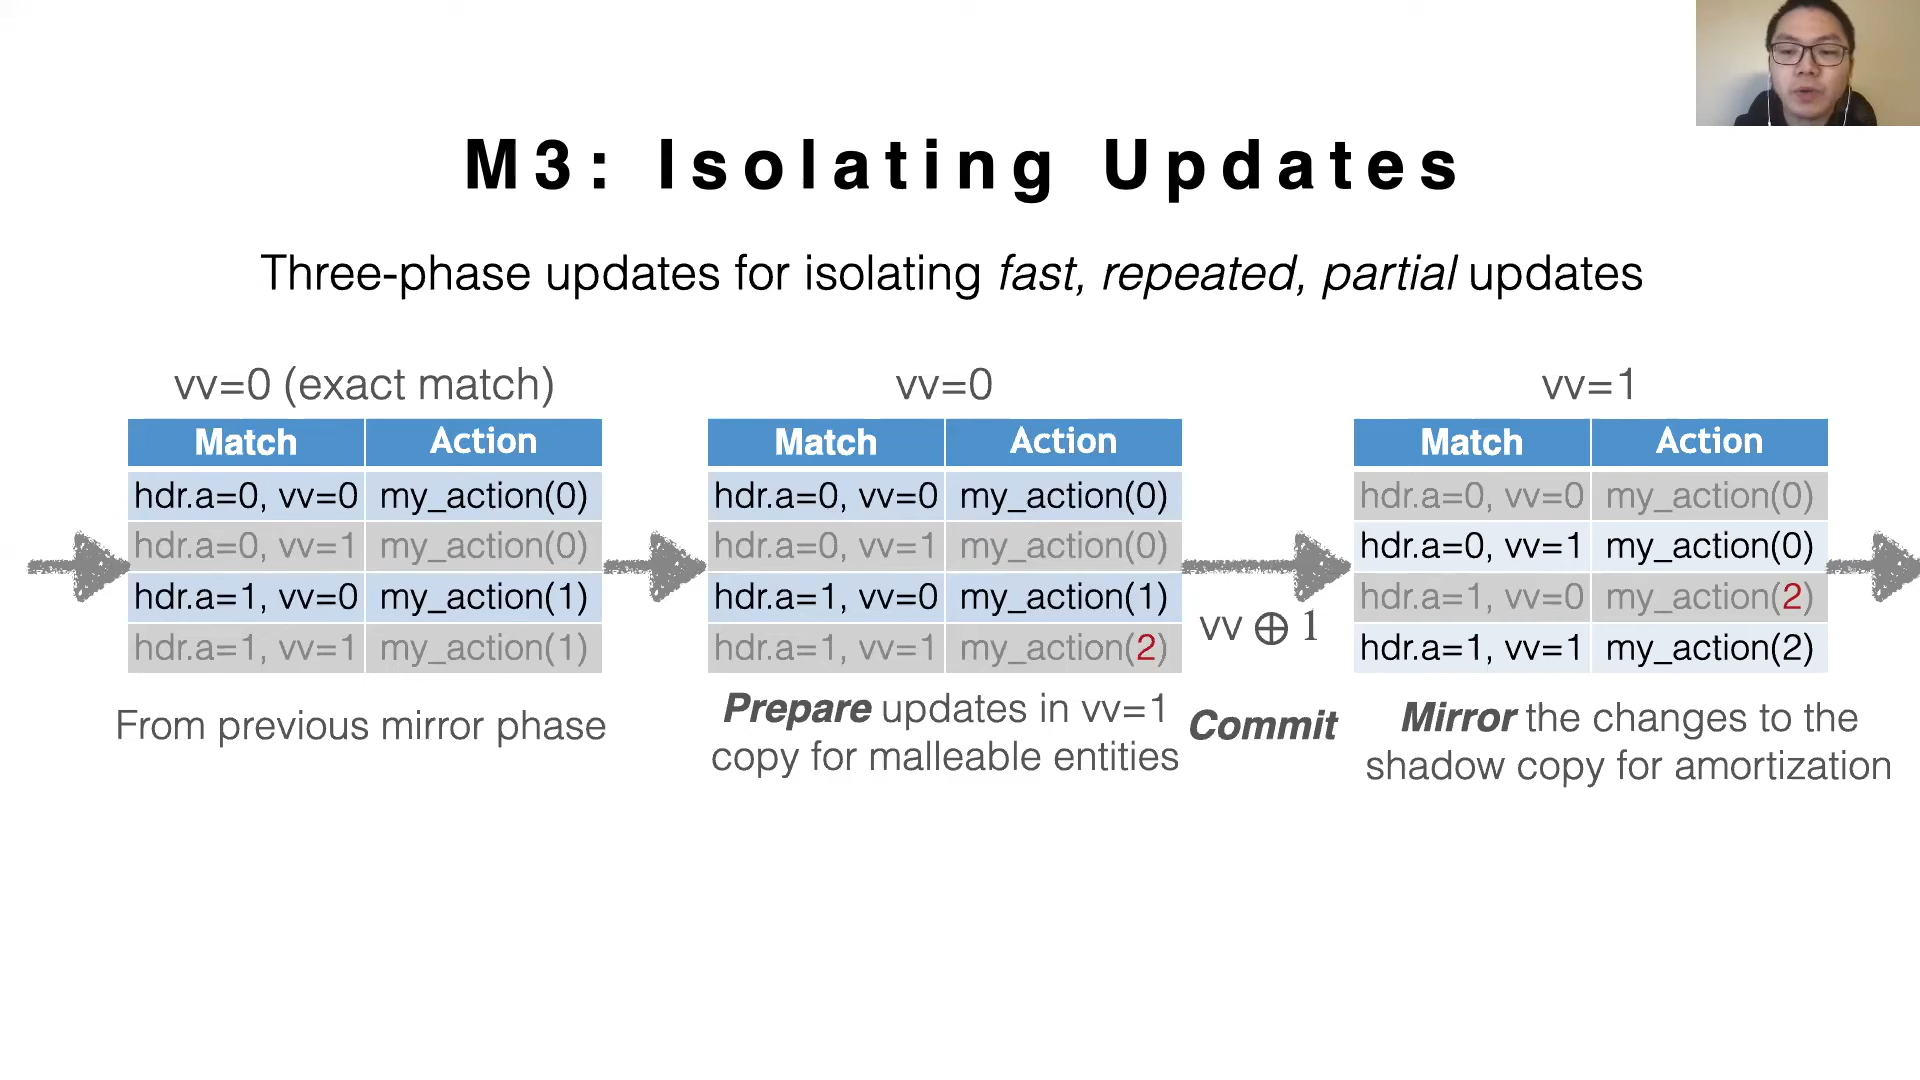 M3: Isolating Updates
Three-phase updates for isolating fast, repeated, partial updates
vv=0 (exact match)
Match Action
hdr.a=0, vv=0 my_action(0)
hdr.a=0, vv=1 my_action(0)
hdr.a=1, vv=0 my_action(1)
hdr.a=1, vv=1 my_action(1)
From previous mirror phase
vv=0
Match Action
hdr.a=0, vv=0 my_action(0)
hdr.a=0, vv=1 my_action(0)
hdr.a=1, vv=0 my_action(1)
hdr.a=1, vv=1 my_action(2)
Prepare updates in vv=1
copy for malleable entities
vv ⊕ 1
Commit
vv=1
Match Action
hdr.a=0, vv=0 my_action(0)
hdr.a=0, vv=1 my_action(0)
hdr.a=1, vv=0 my_action(2)
hdr.a=1, vv=1 my_action(2)
Mirror the changes to the
shadow copy for amortization